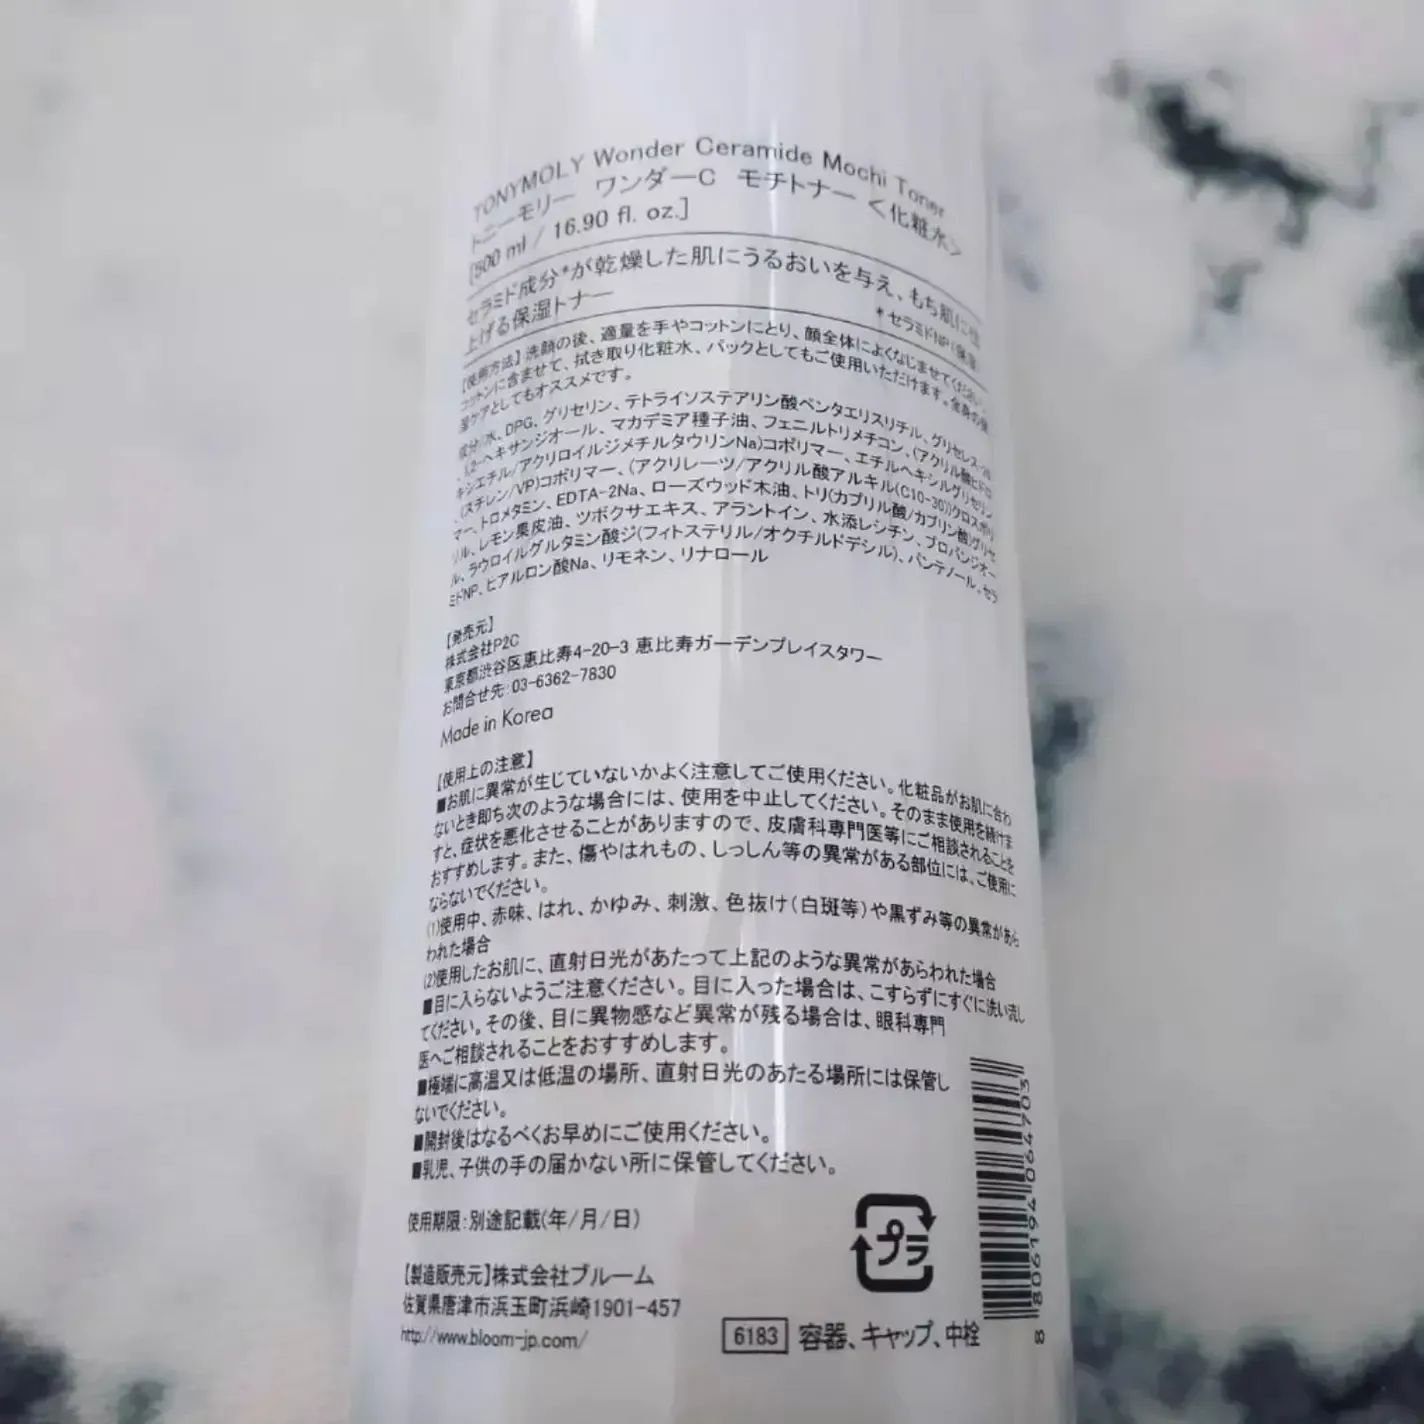 TONYMOLY Wonder Ceramide Mochi Toner
トニーモリー ワンダーC モチトナー <化粧水>
[500 ml / 16.90 fl. oz.]
セラミド成分*が乾燥した肌にうるおいを与え、もち肌に仕
上げる保湿トナー
*セラミドNP(保湿
【使用方法】洗顔の後、適量を手やコットンにとり、顔全体によくなじませてください。
コットンに含ませて、拭き取り化粧水、パックとしてもご使用いただけます。全身の保
湿ケアとしてもオススメです。
成分:水、DPG、グリセリン、テトライソステアリン酸ペンタエリスリチル、グリセレス-26
、1,2-ヘキサンジオール、マカデミア種子油、フェニルトリメチコン、(アクリル酸ヒドロ
キシエチル/アクリロイルジメチルタウリンNa)コポリマー、エチルヘキシルグリセリン
、(スチレン/VP)コポリマー、(アクリレーツ/アクリル酸アルキル(C10-30))クロスポリ
マー、トロメタミン、EDTA-2Na、ローズウッド木油、トリ(カプリル酸/カプリン酸)グリセ
リル、レモン果皮油、ツボクサエキス、アラントイン、水添レシチン、プロパンジオー
ル、ラウロイルグルタミン酸ジ(フィトステリル/オクチルドデシル)、パンテノール、セラ
ミドNP、ヒアルロン酸Na、リモネン、リナロール
【発売元】
株式会社P2C
東京都渋谷区恵比寿4-20-3 恵比寿ガーデンプレイスタワー
お問合せ先:03-6362-7830
Made in Korea
【使用上の注意】
■お肌に異常が生じていないかよく注意してご使用ください。化粧品がお肌に合わ
ないとき即ち次のような場合には、使用を中止してください。そのまま使用を続けま
すと、症状を悪化させることがありますので、皮膚科専門医等にご相談されることを
おすすめします。また、傷やはれもの、しっしん等の異常がある部位には、ご使用に
ならないでください。
(1)使用中、赤味、はれ、かゆみ、刺激、色抜け(白斑等)や黒ずみ等の異常があら
われた場合
(2)使用したお肌に、直射日光があたって上記のような異常があらわれた場合
■目に入らないようご注意ください。目に入った場合は、こすらずにすぐに洗い流し
てください。その後、目に異物感など異常が残る場合は、眼科専門
医へご相談されることをおすすめします。
■極端に高温又は低温の場所、直射日光のあたる場所には保管し
ないでください。
■開封後はなるべくお早めにご使用ください。
■乳児、子供の手の届かない所に保管してください。
使用期限:別途記載(年/月/日)
【製造販売元】株式会社ブルーム
佐賀県唐津市浜玉町浜崎1901-457
http://www.bloom-jp.com/
プラ
6183 容器、キャップ、中栓
8 806194 064703